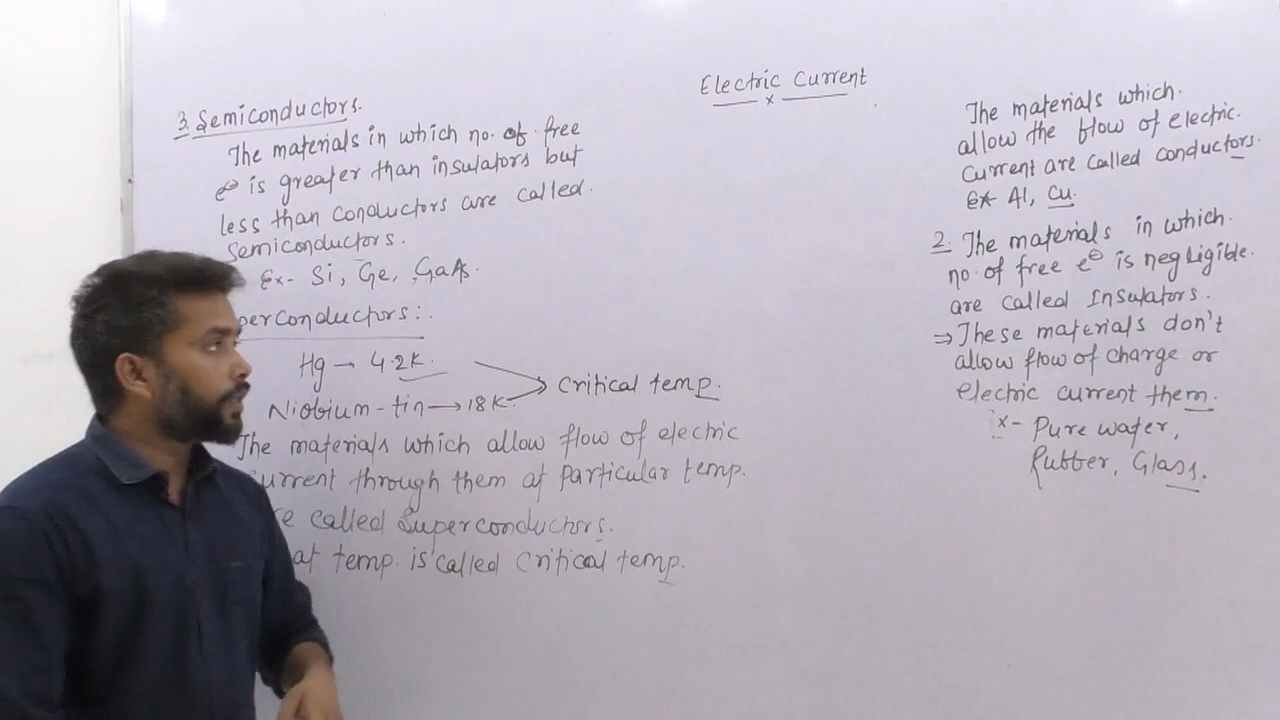 Electric Current
x
3. Semiconductors.
The materials in which no. of free
e⊖ is greater than insulators but
less than conductors are called.
Semiconductors.
Ex- Si, Ge, GaAs.
perconductors:.
Hg → 4.2K.
Niobium-tin → 18K.
Critical temp.
The materials which allow flow of electric
urrent through them at particular temp.
e called Superconductors.
at temp. is called Critical temp.
The materials which.
allow the flow of electric.
Current are called conductors.
Ex Al, Cu.
2. The materials in which.
no. of free e⊖ is negligible.
are called Insulators.
⇒ These materials don't
allow flow of charge or
electric current them.
x- Pure water,
Rubber, Glass.